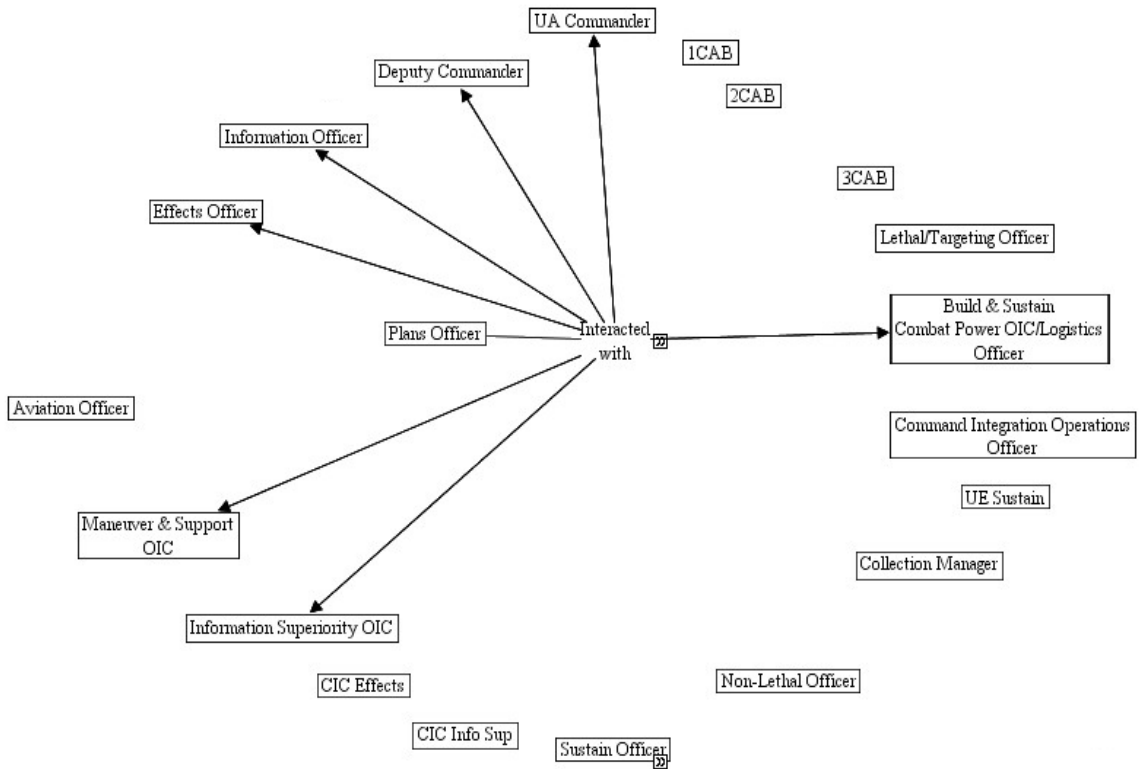 UA Commander
1CAB
Deputy Commander
2CAB
Information Officer
3CAB
Effects Officer
Lethal/Targeting Officer
Build & Sustain
Combat Power OIC/Logistics
Officer
Plans Officer
Interacted
with
Aviation Officer
Command Integration Operations
Officer
UE Sustain
Maneuver & Support
OIC
Collection Manager
Information Superiority OIC
CIC Effects
Non-Lethal Officer
CIC Info Sup
Sustain Officer